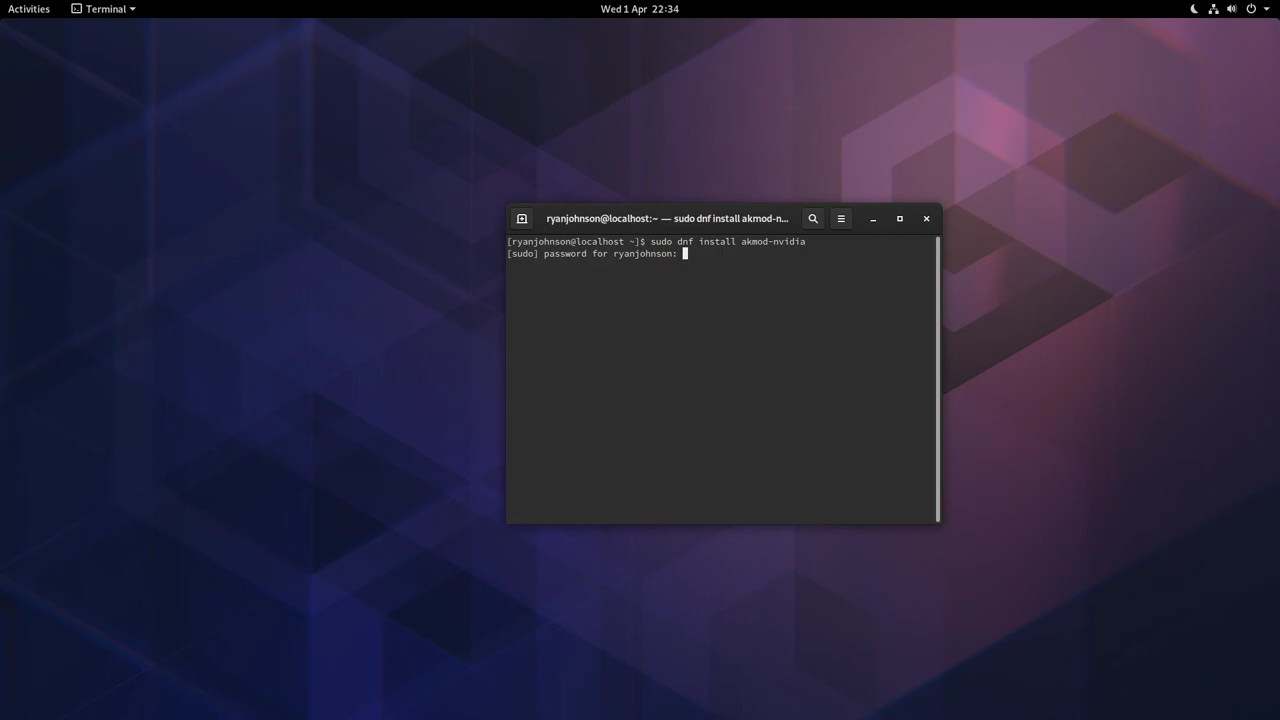 Activities
Terminal
Wed 1 Apr 22:34
ryanjohnson@localhost:~ — sudo dnf install akmod-n...
[ryanjohnson@localhost ~]$ sudo dnf install akmod-nvidia
[sudo] password for ryanjohnson: